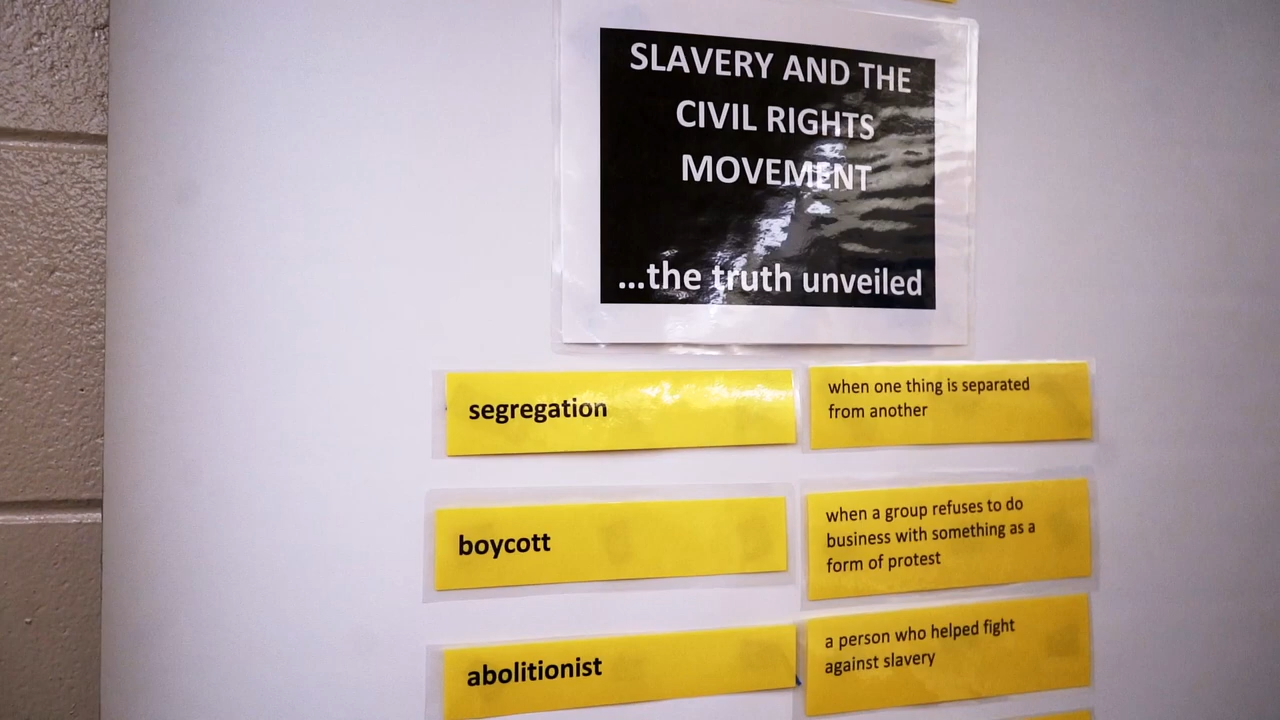 SLAVERY AND THE
CIVIL RIGHTS
MOVEMENT
...the truth unveiled
segregation
when one thing is separated
from another
boycott
when a group refuses to do
business with something as a
form of protest
abolitionist
a person who helped fight
against slavery